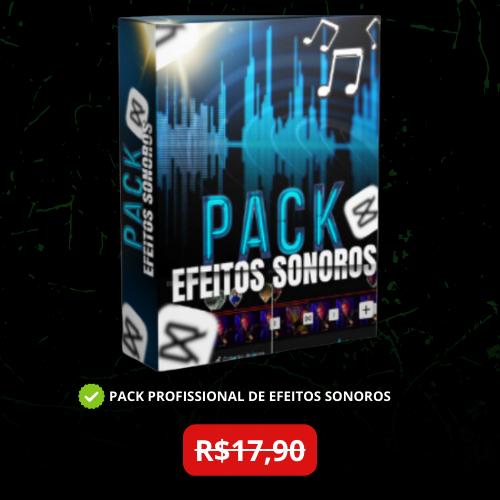 PACK
EFEITOS SONOROS
PACK
EFEITOS SONOROS
PACK PROFISSIONAL DE EFEITOS SONOROS
R$17,90